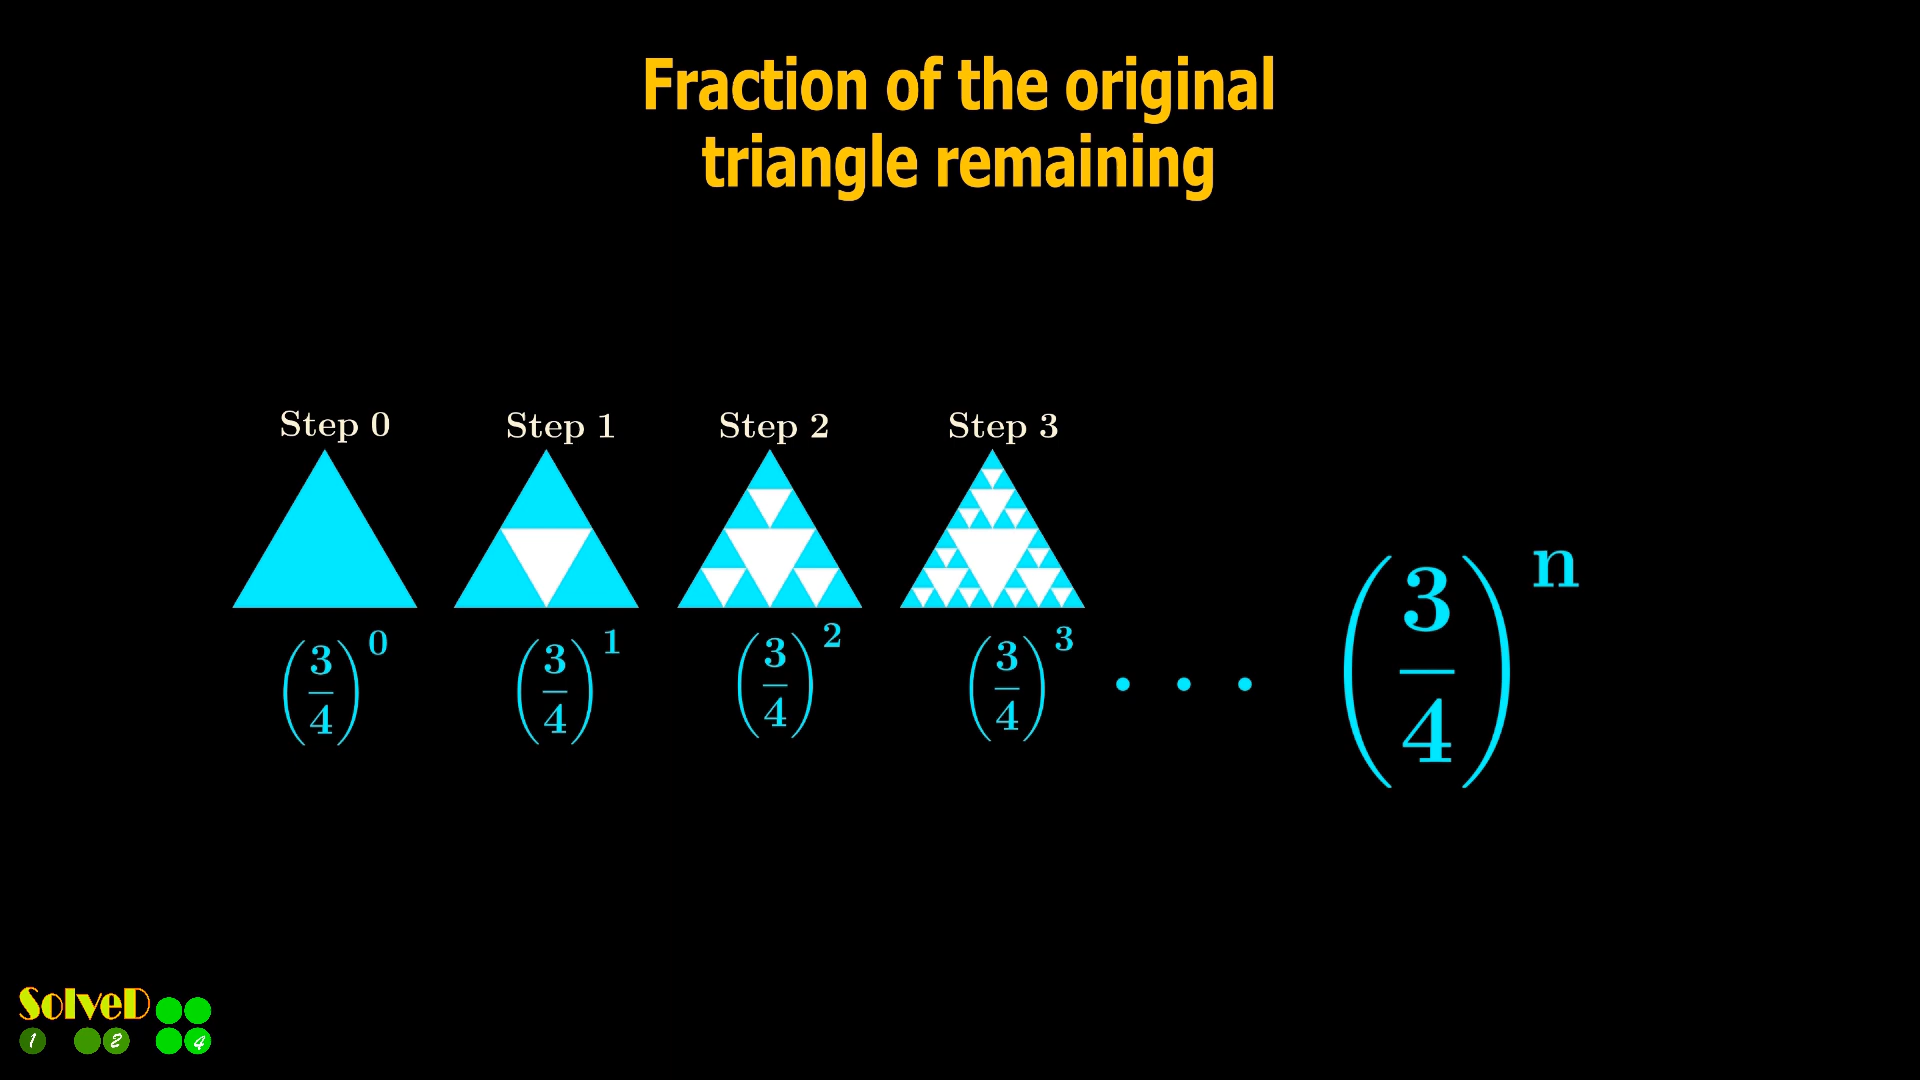 Fraction of the original
triangle remaining
Step 0
Step 1
Step 2
Step 3
(3/4)^0
(3/4)^1
(3/4)^2
(3/4)^3
. . .
(3/4)^n
SolveD
1 2 4